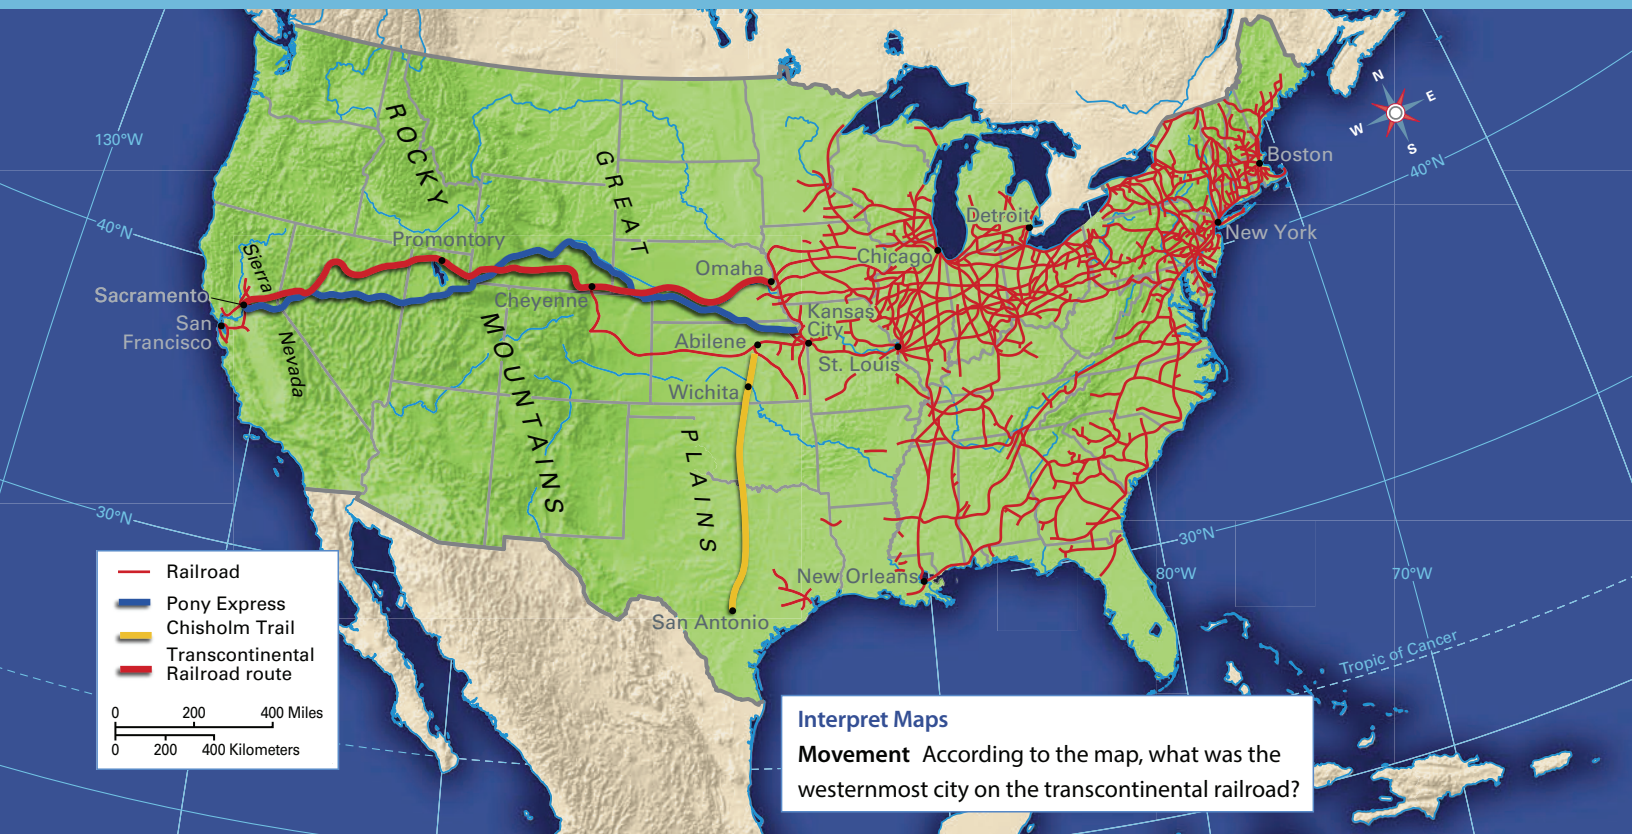 130°W
40°N
30°N
ROCKY
MOUNTAINS
GREAT
PLAINS
Sierra
Nevada
Promontory
Sacramento
San
Francisco
Cheyenne
Omaha
Kansas
City
Abilene
St. Louis
Wichita
San Antonio
New Orleans
Chicago
Detroit
Boston
New York
N
E
W
S
40°N
30°N
80°W
70°W
Tropic of Cancer
Railroad
Pony Express
Chisholm Trail
Transcontinental
Railroad route
0 200 400 Miles
0 200 400 Kilometers
Interpret Maps
Movement According to the map, what was the
westernmost city on the transcontinental railroad?